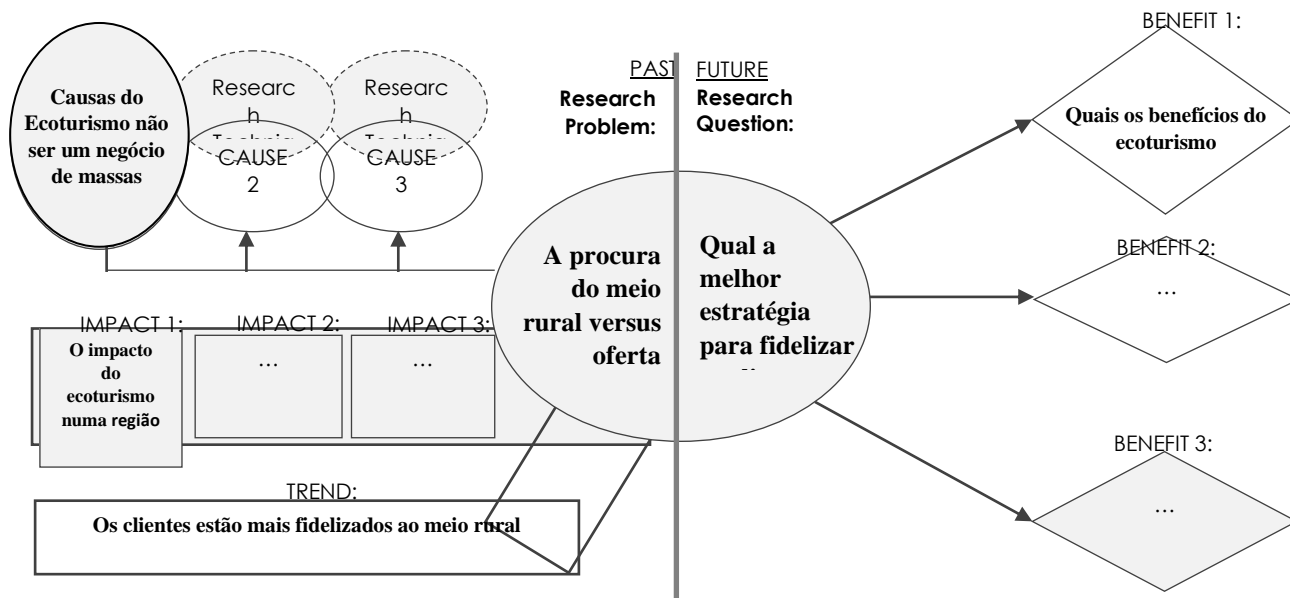 BENEFIT 1:
PAST
FUTURE
Research
Problem:
Research
Question:
Causas do
Ecoturismo não
ser um negócio
de massas
Researc
h
Researc
h
CAUSE
2
CAUSE
3
Quais os benefícios do
ecoturismo
A procura
do meio
rural versus
oferta
Qual a
melhor
estratégia
para fidelizar
BENEFIT 2:
...
IMPACT 1:
IMPACT 2:
IMPACT 3:
O impacto
do
ecoturismo
numa região
...
...
BENEFIT 3:
...
TREND:
Os clientes estão mais fidelizados ao meio rural